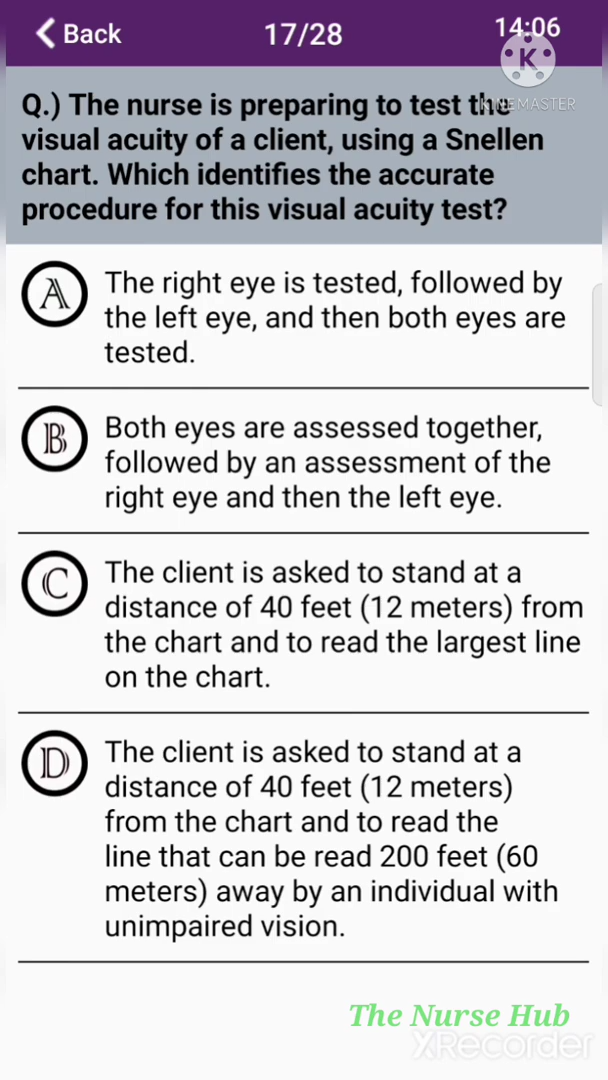 Back 17/28 14:06
K
KINEMASTER
Q.) The nurse is preparing to test the
visual acuity of a client, using a Snellen
chart. Which identifies the accurate
procedure for this visual acuity test?
A The right eye is tested, followed by
the left eye, and then both eyes are
tested.
B Both eyes are assessed together,
followed by an assessment of the
right eye and then the left eye.
C The client is asked to stand at a
distance of 40 feet (12 meters) from
the chart and to read the largest line
on the chart.
D The client is asked to stand at a
distance of 40 feet (12 meters)
from the chart and to read the
line that can be read 200 feet (60
meters) away by an individual with
unimpaired vision.
The Nurse Hub
XRecorder